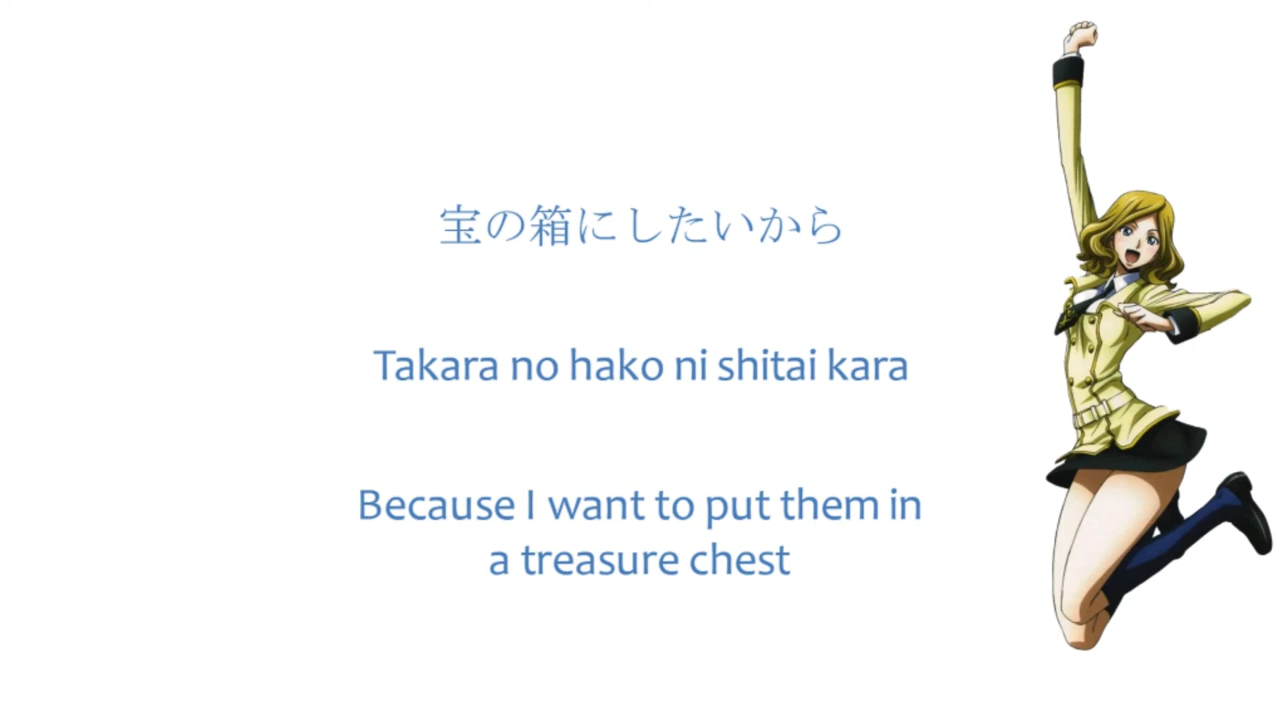 宝の箱にしたいから
Takara no hako ni shitai kara
Because I want to put them in
a treasure chest